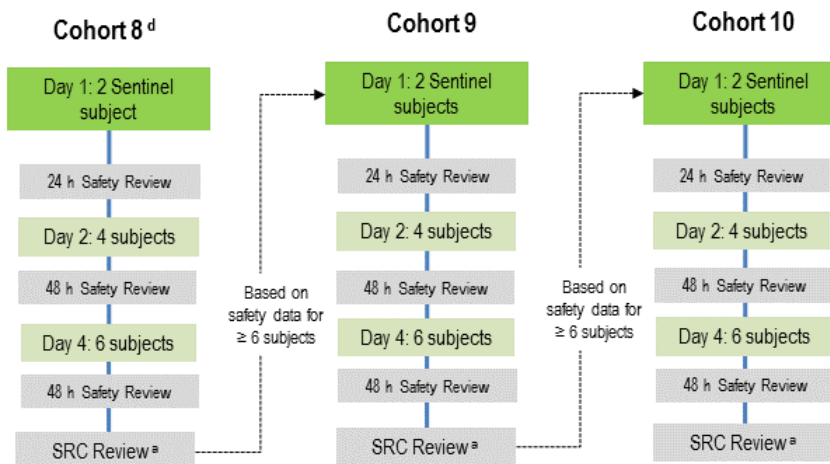 Cohort 8 d
Day 1: 2 Sentinel
subject
24 h Safety Review
Day 2: 4 subjects
48 h Safety Review
Day 4: 6 subjects
48 h Safety Review
SRC Review a
Based on
safety data for
≥ 6 subjects
Cohort 9
Day 1: 2 Sentinel
subjects
24 h Safety Review
Day 2: 4 subjects
48 h Safety Review
Day 4: 6 subjects
48 h Safety Review
SRC Review a
Based on
safety data for
≥ 6 subjects
Cohort 10
Day 1: 2 Sentinel
subjects
24 h Safety Review
Day 2: 4 subjects
48 h Safety Review
Day 4: 6 subjects
48 h Safety Review
SRC Review a